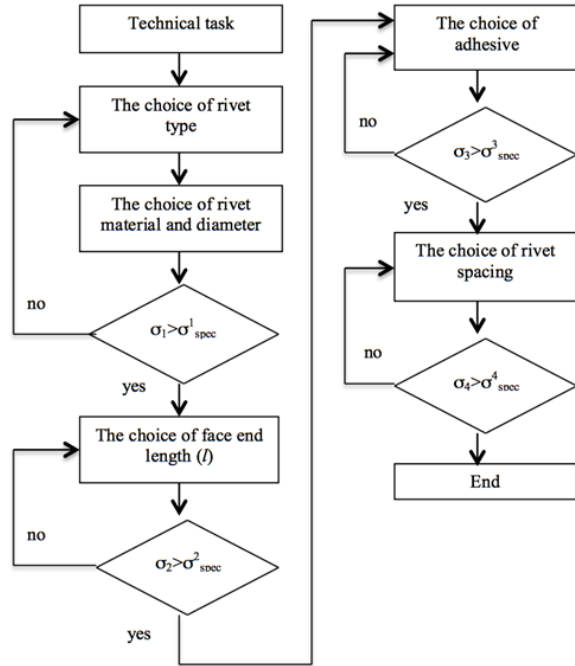 Technical task
The choice of rivet
type
The choice of rivet
material and diameter
no
σ₁>σ¹spec
yes
The choice of face end
length (l)
no
σ₂>σ²spec
yes
The choice of
adhesive
no
σ₃>σ³spec
yes
The choice of rivet
spacing
no
σ₄>σ⁴spec
End